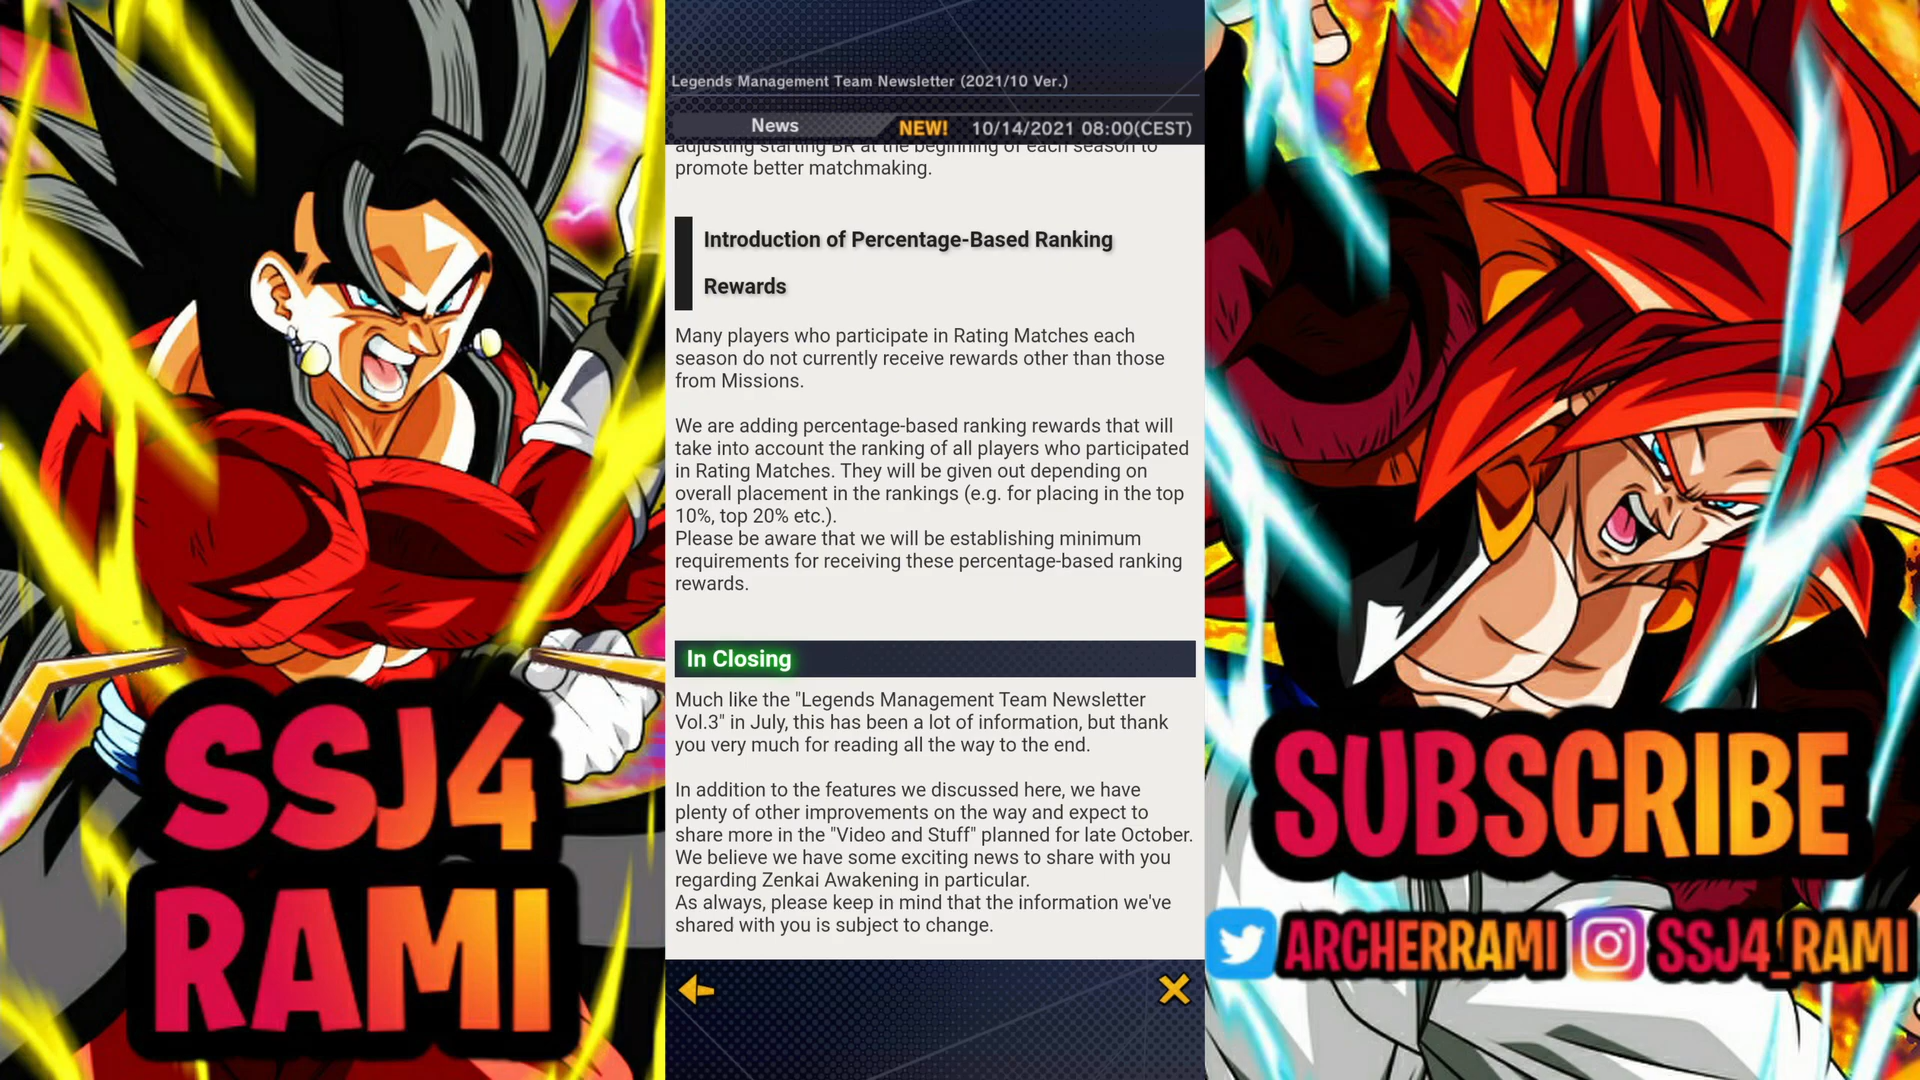 Legends Management Team Newsletter (2021/10 Ver.)
News NEW! 10/14/2021 08:00(CEST)
adjusting starting BR at the beginning of each season to
promote better matchmaking.
Introduction of Percentage-Based Ranking
Rewards
Many players who participate in Rating Matches each
season do not currently receive rewards other than those
from Missions.
We are adding percentage-based ranking rewards that will
take into account the ranking of all players who participated
in Rating Matches. They will be given out depending on
overall placement in the rankings (e.g. for placing in the top
10%, top 20% etc.).
Please be aware that we will be establishing minimum
requirements for receiving these percentage-based ranking
rewards.
In Closing
Much like the "Legends Management Team Newsletter
Vol.3" in July, this has been a lot of information, but thank
you very much for reading all the way to the end.
In addition to the features we discussed here, we have
plenty of other improvements on the way and expect to
share more in the "Video and Stuff" planned for late October.
We believe we have some exciting news to share with you
regarding Zenkai Awakening in particular.
As always, please keep in mind that the information we've
shared with you is subject to change.
SSJ4
RAMI
SUBSCRIBE
ARCHERRAMI SSJ4_RAMI